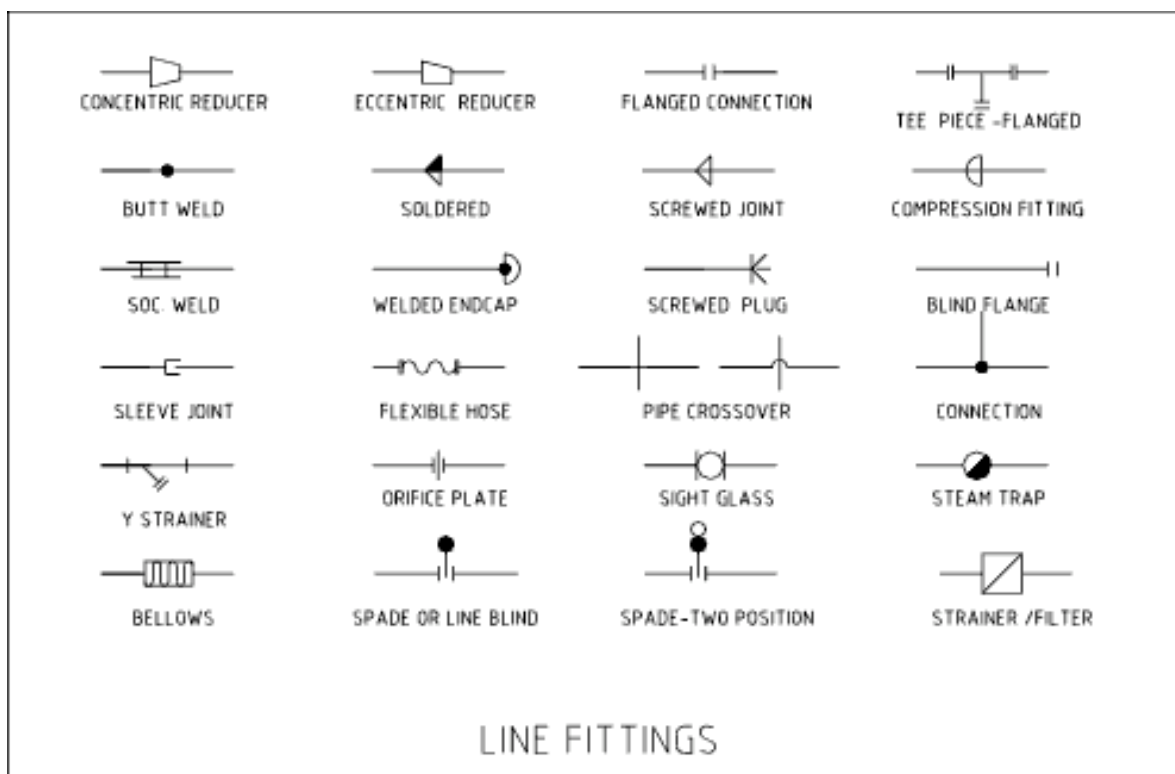 CONCENTRIC REDUCER
ECCENTRIC REDUCER
FLANGED CONNECTION
TEE PIECE -FLANGED
BUTT WELD
SOLDERED
SCREWED JOINT
COMPRESSION FITTING
SOC. WELD
WELDED ENDCAP
SCREWED PLUG
BLIND FLANGE
SLEEVE JOINT
FLEXIBLE HOSE
PIPE CROSSOVER
CONNECTION
Y STRAINER
ORIFICE PLATE
SIGHT GLASS
STEAM TRAP
BELLOWS
SPADE OR LINE BLIND
SPADE-TWO POSITION
STRAINER /FILTER
LINE FITTINGS